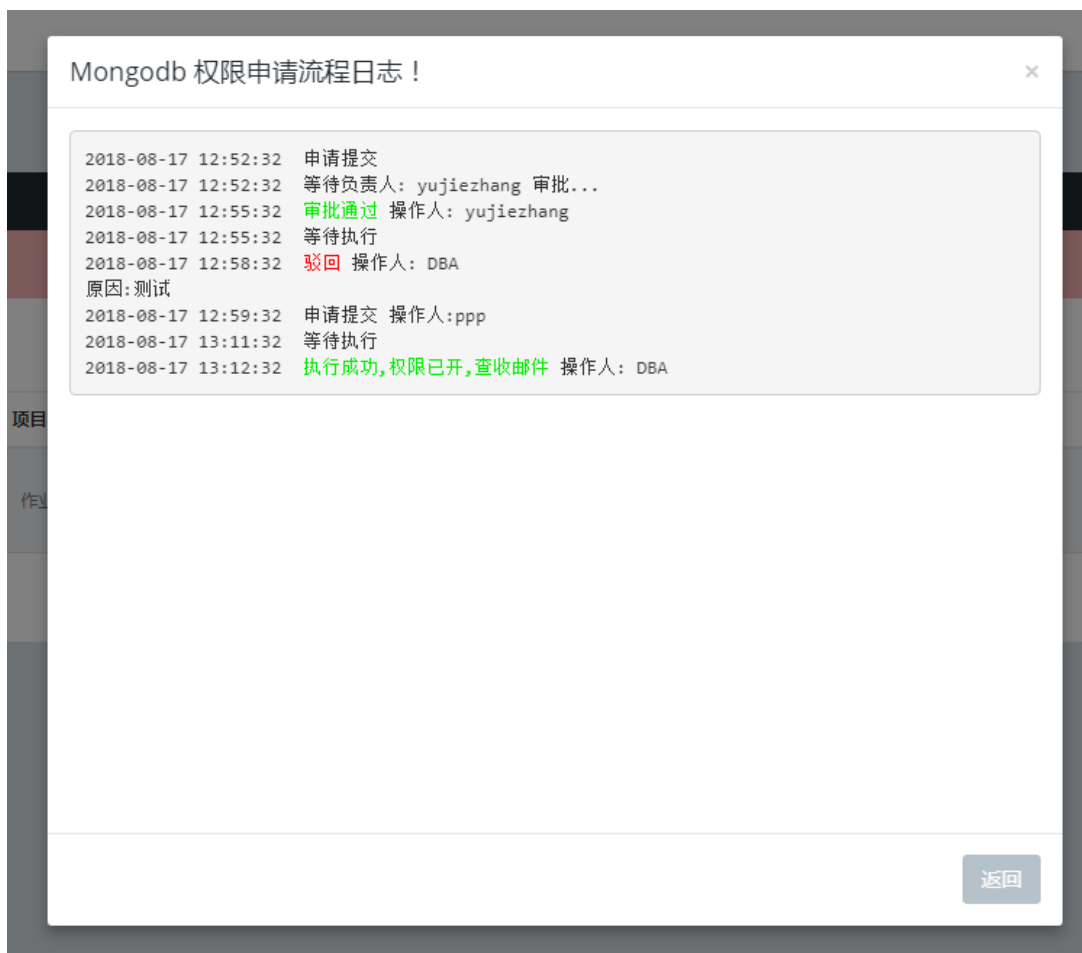 Mongodb 权限申请流程日志！
×
2018-08-17 12:52:32 申请提交
2018-08-17 12:52:32 等待负责人: yujiezhang 审批...
2018-08-17 12:55:32 审批通过 操作人: yujiezhang
2018-08-17 12:55:32 等待执行
2018-08-17 12:58:32 驳回 操作人: DBA
原因:测试
2018-08-17 12:59:32 申请提交 操作人:ppp
2018-08-17 13:11:32 等待执行
2018-08-17 13:12:32 执行成功,权限已开,查收邮件 操作人: DBA
项目
作业
返回